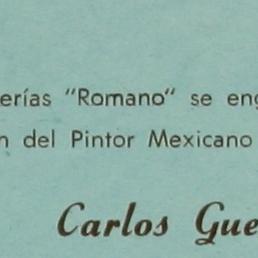 erías "Romano" se eng
n del Pintor Mexicano
Carlos Gue